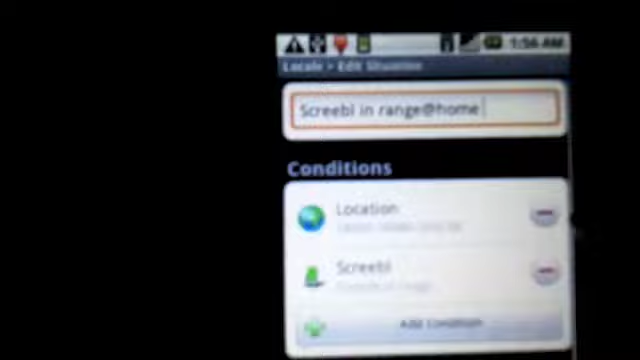 1:56 AM
Locale > Edit Situation
Screebl in range@home
Conditions
Location
Screebl
Add Condition